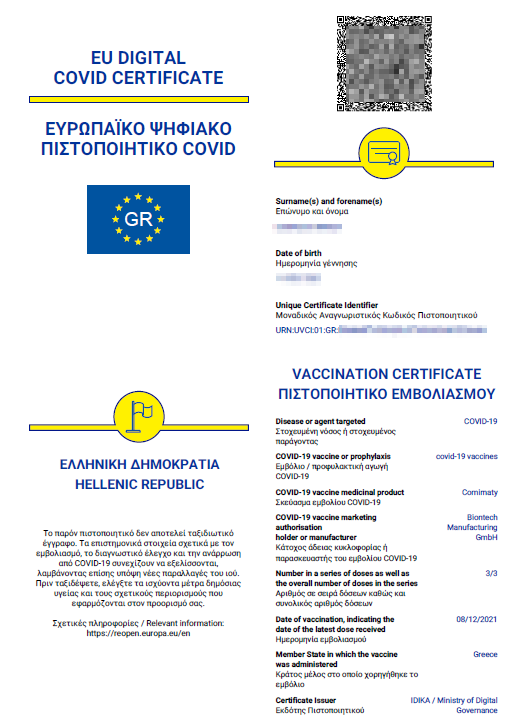 EU DIGITAL
COVID CERTIFICATE
ΕΥΡΩΠΑΪΚΟ ΨΗΦΙΑΚΟ
ΠΙΣΤΟΠΟΙΗΤΙΚΟ COVID
GR
Surname(s) and forename(s)
Επώνυμο και όνομα
Date of birth
Ημερομηνία γέννησης
Unique Certificate Identifier
Μοναδικός Αναγνωριστικός Κωδικός Πιστοποιητικού
URN:UVCI:01:GR:
ΕΛΛΗΝΙΚΗ ΔΗΜΟΚΡΑΤΙΑ
HELLENIC REPUBLIC
Το παρόν πιστοποιητικό δεν αποτελεί ταξιδιωτικό
έγγραφο. Τα επιστημονικά στοιχεία σχετικά με τον
εμβολιασμό, το διαγνωστικό έλεγχο και την ανάρρωση
από COVID-19 συνεχίζουν να εξελίσσονται,
λαμβάνοντας επίσης υπόψη νέες παραλλαγές του ιού.
Πριν ταξιδέψετε, ελέγξτε τα ισχύοντα μέτρα δημόσιας
υγείας και τους σχετικούς περιορισμούς που
εφαρμόζονται στον προορισμό σας.
Σχετικές πληροφορίες / Relevant information:
https://reopen.europa.eu/en
VACCINATION CERTIFICATE
ΠΙΣΤΟΠΟΙΗΤΙΚΟ ΕΜΒΟΛΙΑΣΜΟΥ
Disease or agent targeted COVID-19
Στοχευμένη νόσος ή στοχευμένος
παράγοντας
COVID-19 vaccine or prophylaxis covid-19 vaccines
Εμβόλιο / προφυλακτική αγωγή
COVID-19
COVID-19 vaccine medicinal product Comirnaty
Σκεύασμα εμβολίου COVID-19
COVID-19 vaccine marketing Biontech
authorisation Manufacturing
holder or manufacturer GmbH
Κάτοχος άδειας κυκλοφορίας ή
παρασκευαστής του εμβολίου COVID-19
Number in a series of doses as well as 3/3
the overall number of doses in the series
Αριθμός σε σειρά δόσεων καθώς και
συνολικός αριθμός δόσεων
Date of vaccination, indicating the 08/12/2021
date of the latest dose received
Ημερομηνία εμβολιασμού
Member State in which the vaccine Greece
was administered
Κράτος μέλος στο οποίο χορηγήθηκε το
εμβόλιο
Certificate Issuer IDIKA / Ministry of Digital
Εκδότης Πιστοποιητικού Governance